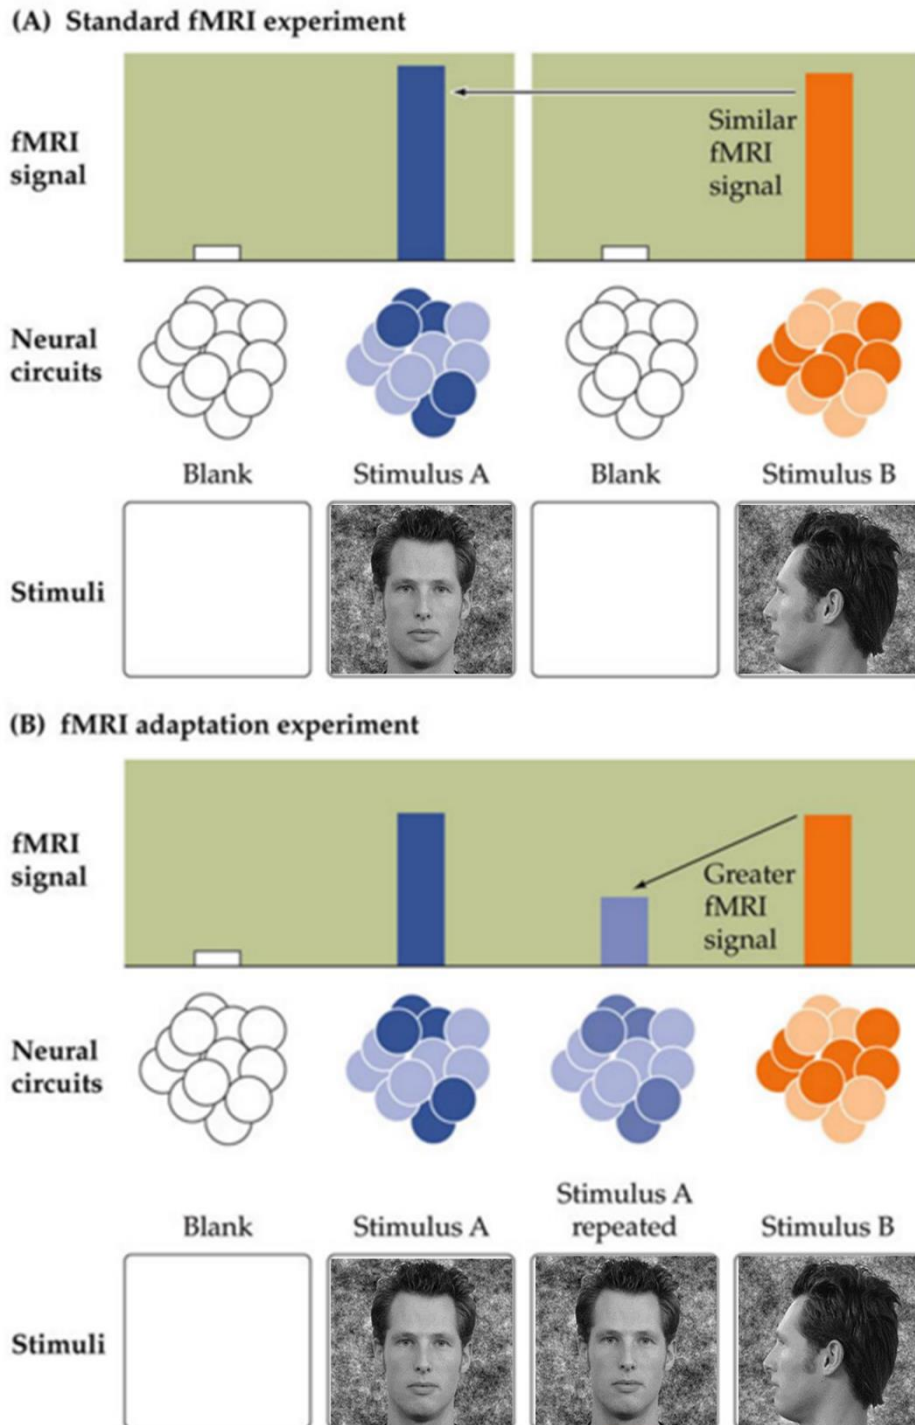 (A) Standard fMRI experiment
fMRI
signal
Similar
fMRI
signal
Neural
circuits
Blank
Stimulus A
Blank
Stimulus B
Stimuli
(B) fMRI adaptation experiment
fMRI
signal
Greater
fMRI
signal
Neural
circuits
Blank
Stimulus A
Stimulus A
repeated
Stimulus B
Stimuli